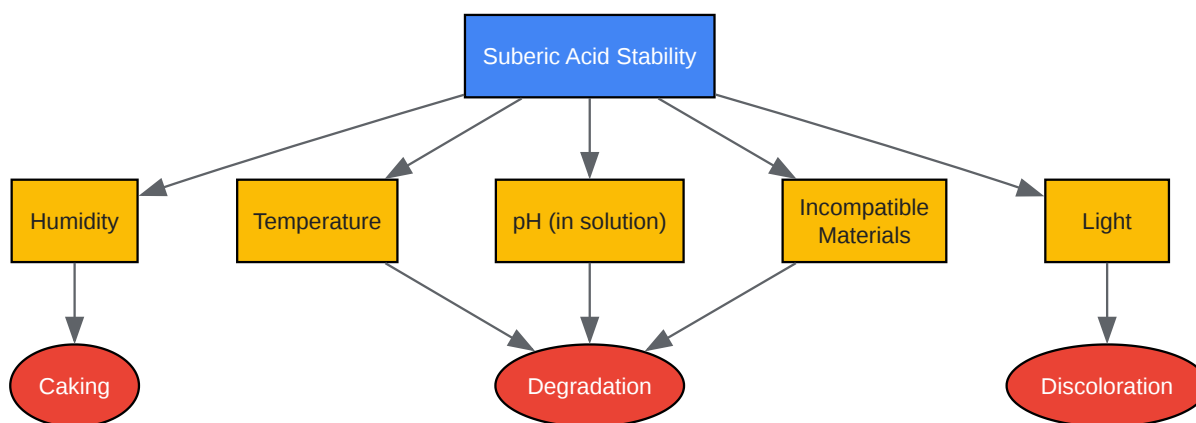 Suberic Acid Stability
Humidity
Temperature
pH (in solution)
Incompatible
Materials
Light
Caking
Degradation
Discoloration